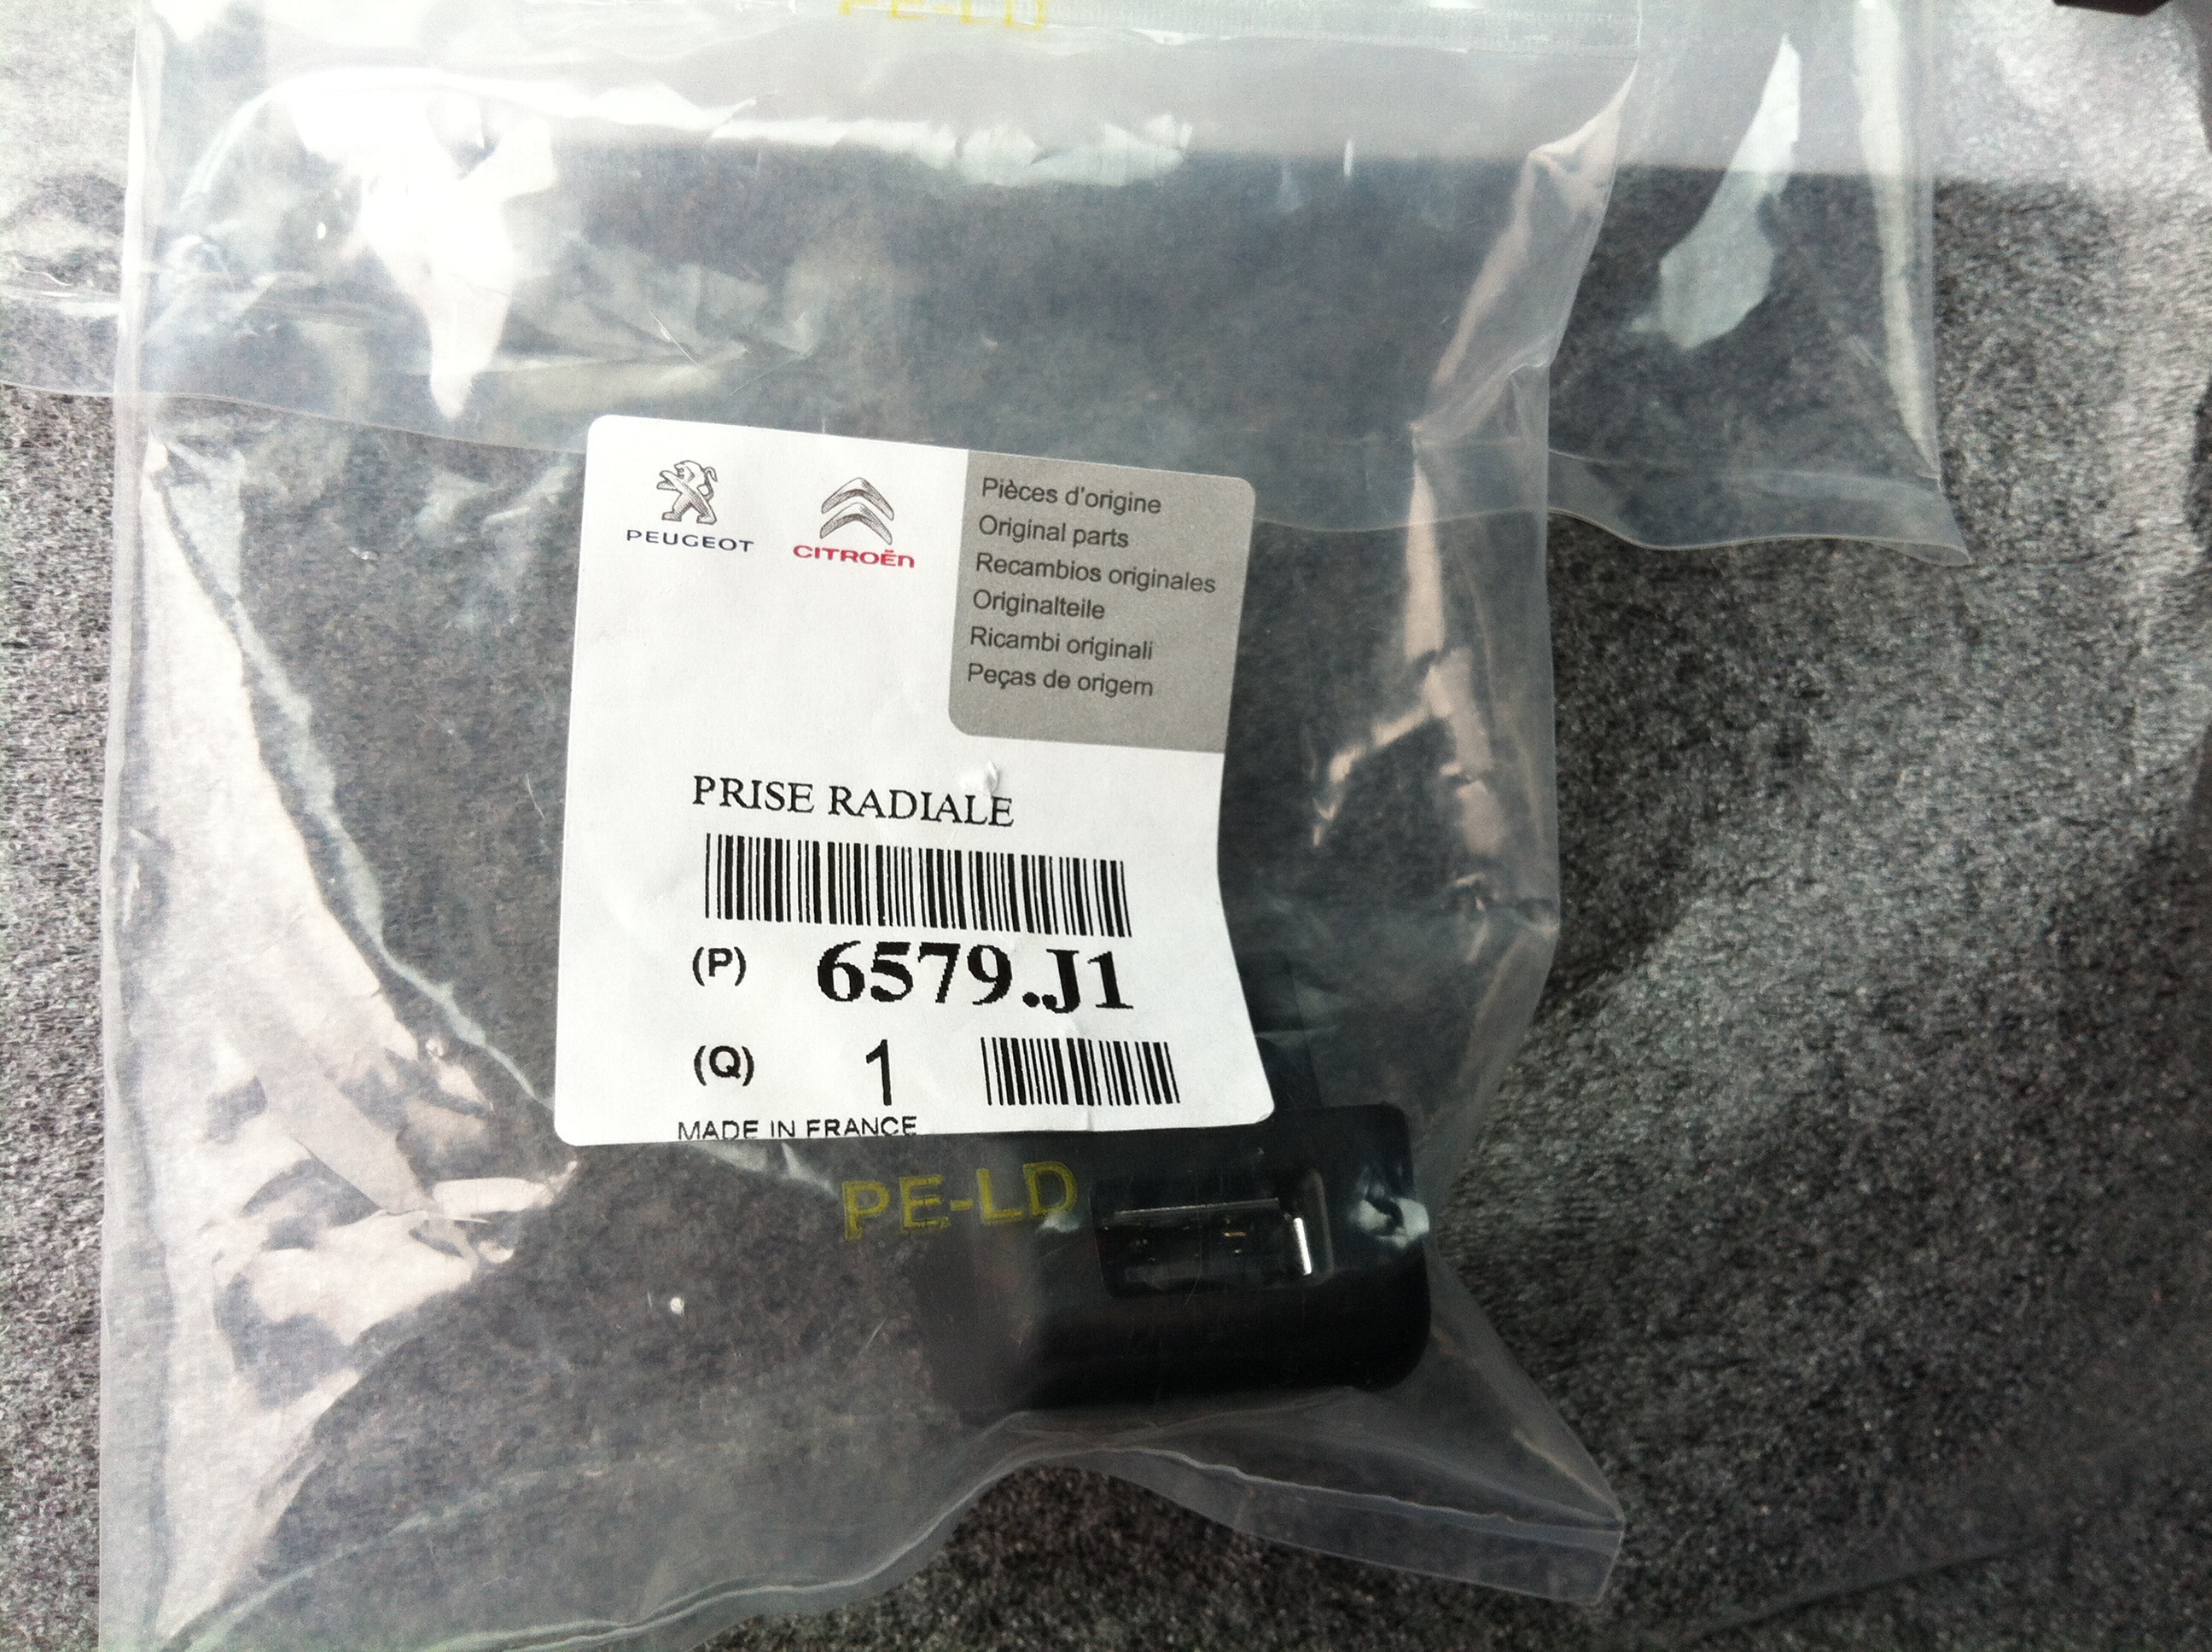 PE-LD
PEUGEOT
CITROËN
Pièces d'origine
Original parts
Recambios originales
Originalteile
Ricambi originali
Peças de origem
PRISE RADIALE
(P) 6579.J1
(Q) 1
MADE IN FRANCE
PE-LD